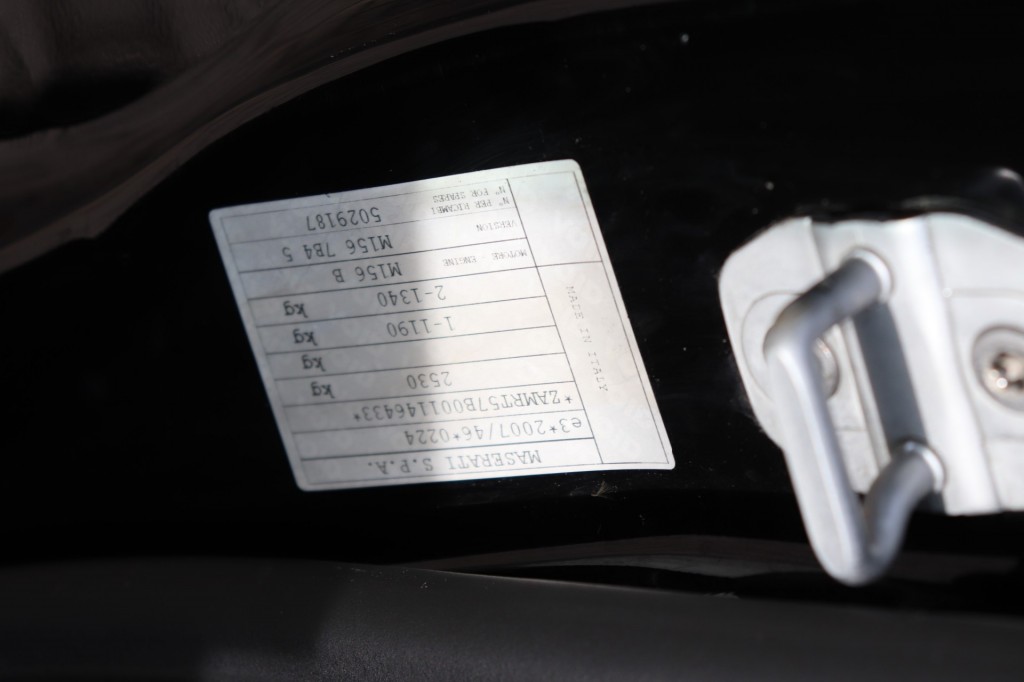 MASERATI S.P.A.
e3*2007/46*0224
*ZAMRT57B001146433*
2530 kg
kg
1-1190 kg
2-1340 kg
MOTORE ENGINE M156 B
VERSION M156 7B4 5
N° PER RICAMBI 5029187
N° FOR SPARES
MADE IN ITALY